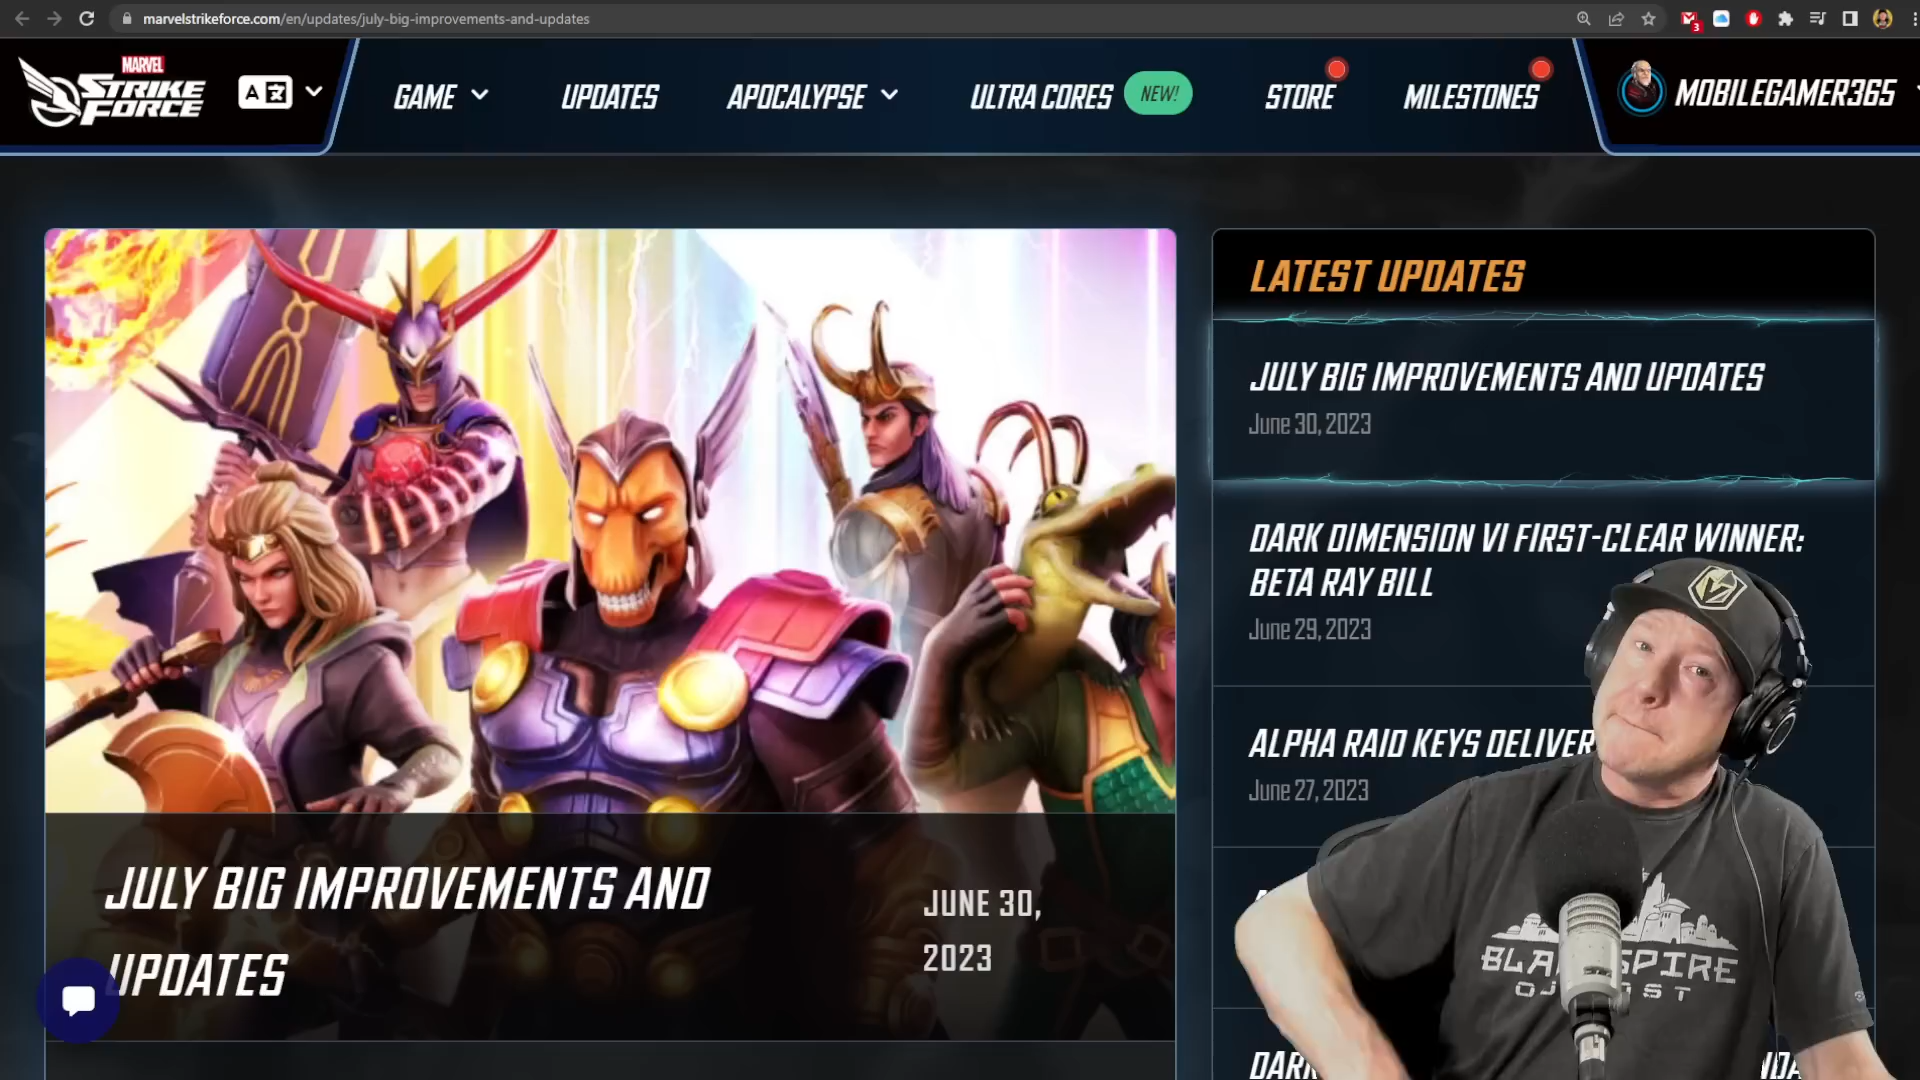 marvelstrikeforce.com/en/updates/july-big-improvements-and-updates
3
MARVEL
STRIKE
FORCE
A
GAME
UPDATES
APOCALYPSE
ULTRA CORES
NEW!
STORE
MILESTONES
MOBILEGAMER365
LATEST UPDATES
JULY BIG IMPROVEMENTS AND UPDATES
June 30, 2023
DARK DIMENSION VI FIRST-CLEAR WINNER:
BETA RAY BILL
June 29, 2023
ALPHA RAID KEYS DELIVER
June 27, 2023
JULY BIG IMPROVEMENTS AND
UPDATES
JUNE 30,
2023
DARK